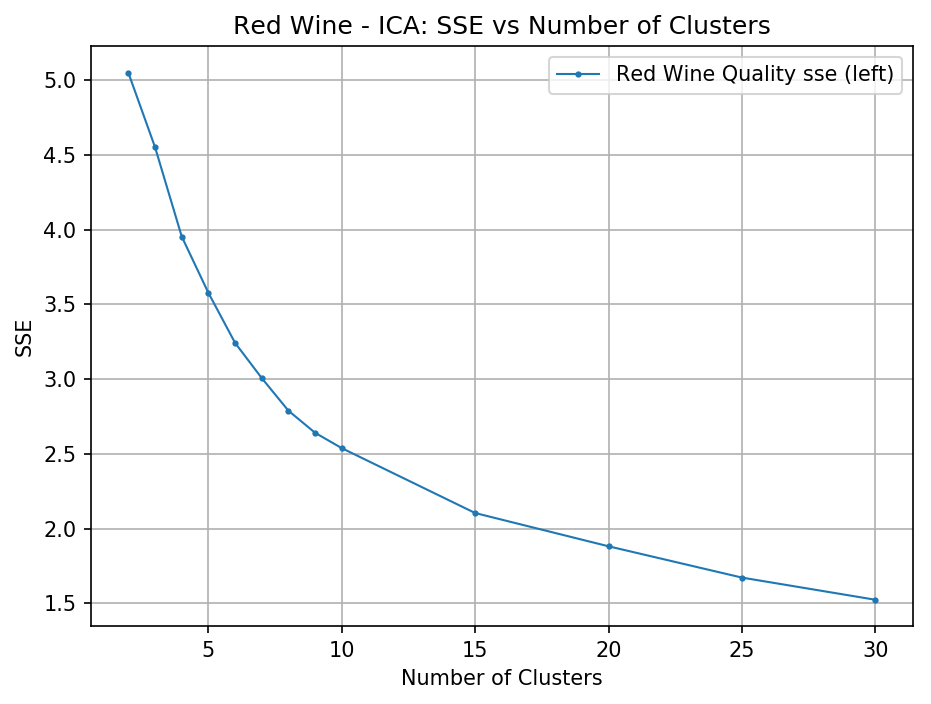 Red Wine - ICA: SSE vs Number of Clusters
Red Wine Quality sse (left)
SSE
5.0
4.5
4.0
3.5
3.0
2.5
2.0
1.5
5 10 15 20 25 30
Number of Clusters